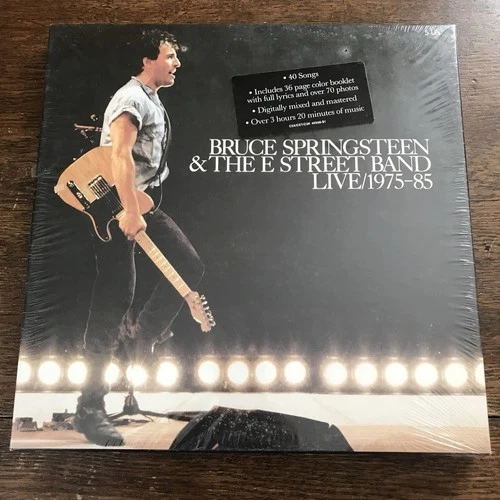 • 40 Songs
• Includes 36 page color booklet
with full lyrics and over 70 photos
• Digitally mixed and mastered
• Over 3 hours 20 minutes of music
BRUCE SPRINGSTEEN
& THE E STREET BAND
LIVE/1975-85